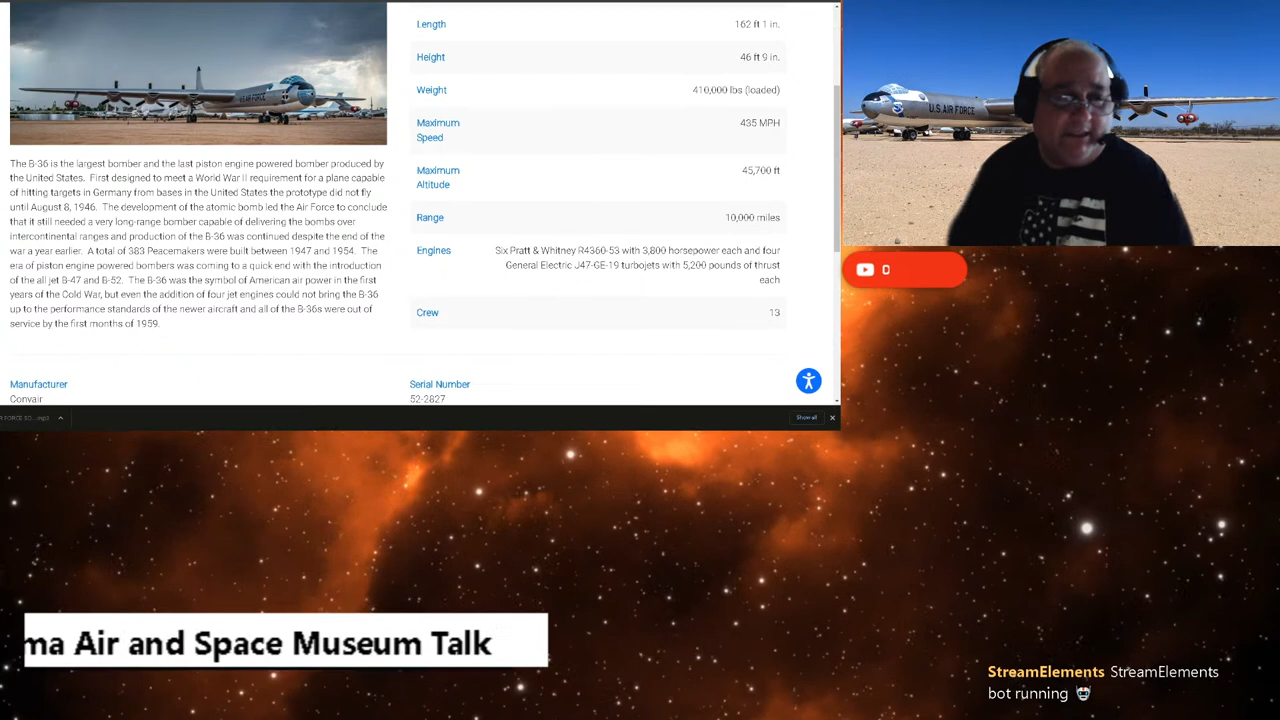 The B-36 is the largest bomber and the last piston engine powered bomber produced by
the United States.  First designed to meet a World War II requirement for a plane capable
of hitting targets in Germany from bases in the United States the prototype did not fly
until August 8, 1946.  The development of the atomic bomb led the Air Force to conclude
that it still needed a very long-range bomber capable of delivering the bombs over
intercontinental ranges and production of the B-36 was continued despite the end of the
war a year earlier.  A total of 383 Peacemakers were built between 1947 and 1954.  The
era of piston engine powered bombers was coming to a quick end with the introduction
of the all jet B-47 and B-52.  The B-36 was the symbol of American air power in the first
years of the Cold War, but even the addition of four jet engines could not bring the B-36
up to the performance standards of the newer aircraft and all of the B-36s were out of
service by the first months of 1959.
Length 162 ft 1 in.
Height 46 ft 9 in.
Weight 410,000 lbs (loaded)
Maximum 435 MPH
Speed
Maximum 45,700 ft
Altitude
Range 10,000 miles
Engines Six Pratt & Whitney R4360-53 with 3,800 horsepower each and four
General Electric J47-GE-19 turbojets with 5,200 pounds of thrust
each
Crew 13
Manufacturer
Convair
Serial Number
52-2827
Show all
U.S. AIR FORCE
0
ma Air and Space Museum Talk
StreamElements StreamElements
bot running